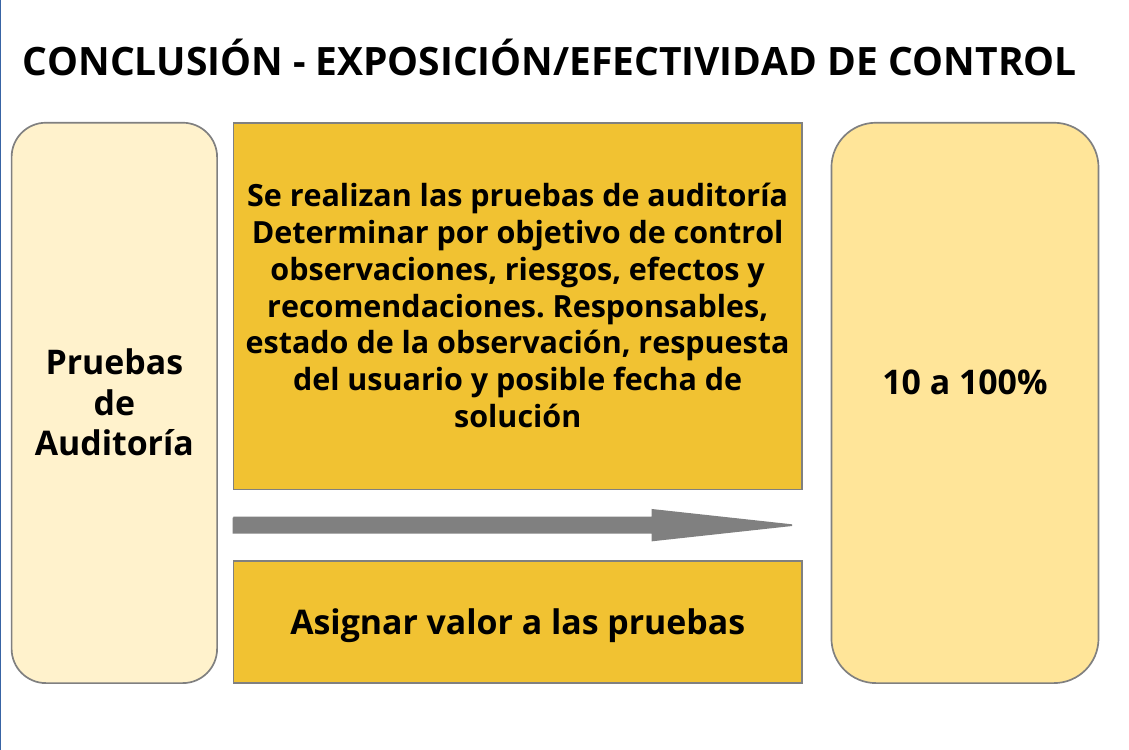 CONCLUSIÓN - EXPOSICIÓN/EFECTIVIDAD DE CONTROL
Pruebas
de
Auditoría
Se realizan las pruebas de auditoría
Determinar por objetivo de control
observaciones, riesgos, efectos y
recomendaciones. Responsables,
estado de la observación, respuesta
del usuario y posible fecha de
solución
Asignar valor a las pruebas
10 a 100%